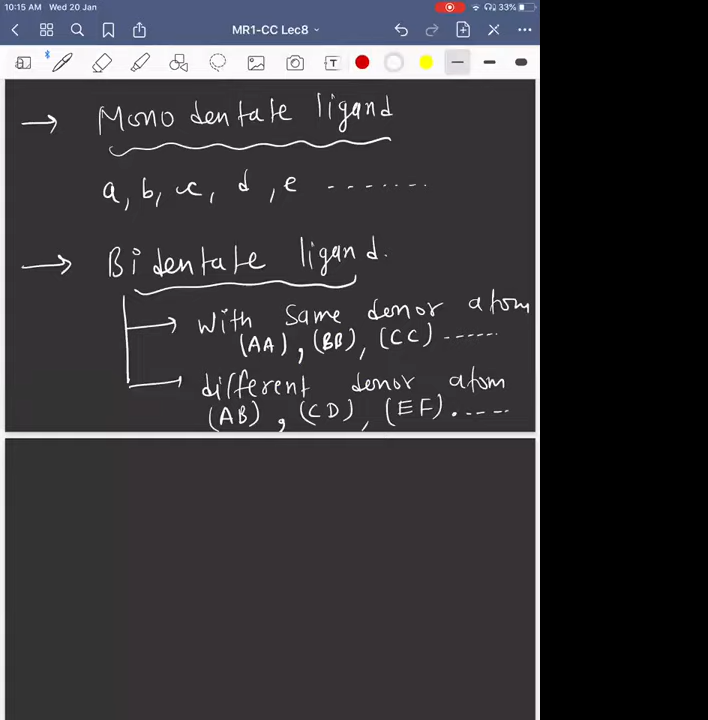 10:15 AM Wed 20 Jan 33%
MR1-CC Lec8
T
→ Mono dentate ligand
a, b, c, d, e -------
→ Bidentate ligand.
→ With same donor atom
(AA), (BB), (CC) -----
→ different donor atom
(AB), (CD), (EF).....